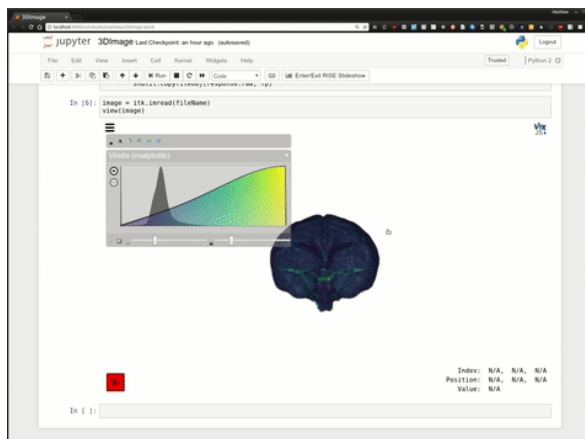 3DImage
jupyter 3DImage Last Checkpoint: an hour ago (autosaved)
Logout
File Edit View Insert Cell Kernel Widgets Help
Trusted Python 2
Run Code Enter/Exit RISE Slideshow
In [6]: image = itk.imread(fileName)
view(image)
Viridis (matplotlib)
Index: N/A, N/A, N/A
Position: N/A, N/A, N/A
Value: N/A
In [ ]: